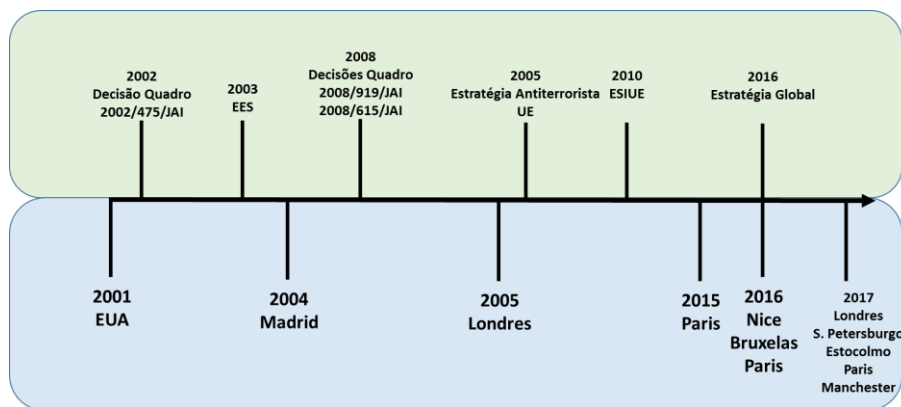 2002
Decisão Quadro
2002/475/JAI
2003
EES
2008
Decisões Quadro
2008/919/JAI
2008/615/JAI
2005
Estratégia Antiterrorista
UE
2010
ESIUE
2016
Estratégia Global
2001
EUA
2004
Madrid
2005
Londres
2015
Paris
2016
Nice
Bruxelas
Paris
2017
Londres
S. Petersburgo
Estocolmo
Paris
Manchester